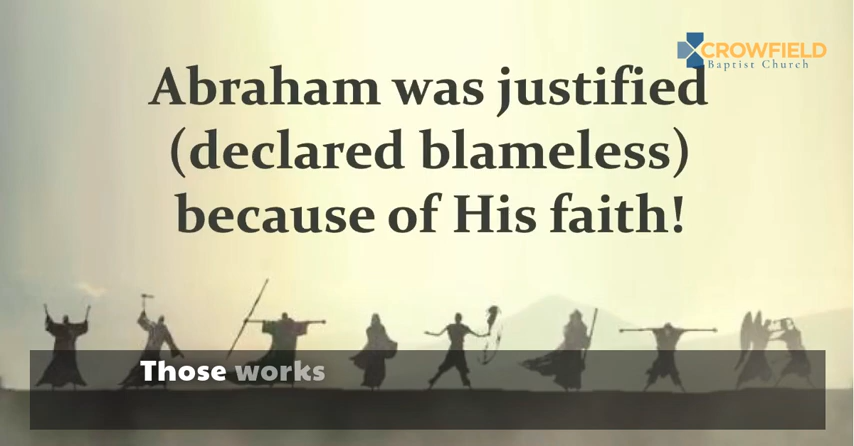 CROWFIELD
Baptist Church
Abraham was justified
(declared blameless)
because of His faith!
Those works